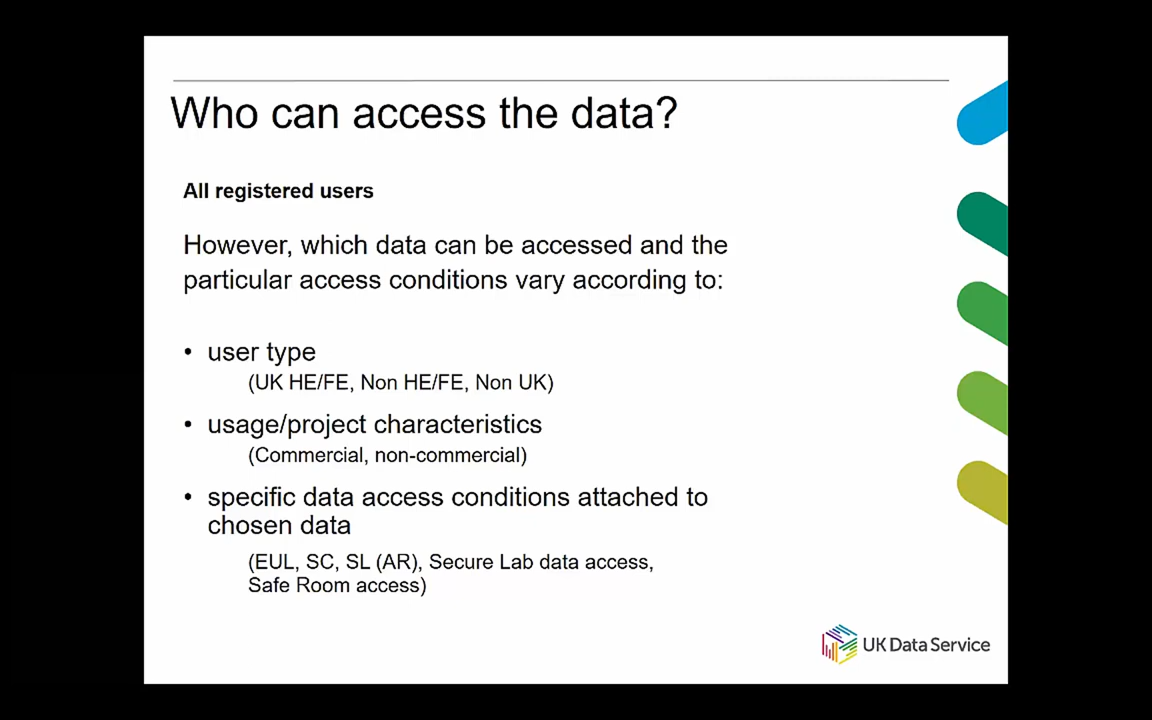 Who can access the data?
All registered users
However, which data can be accessed and the
particular access conditions vary according to:
• user type
(UK HE/FE, Non HE/FE, Non UK)
• usage/project characteristics
(Commercial, non-commercial)
• specific data access conditions attached to
chosen data
(EUL, SC, SL (AR), Secure Lab data access,
Safe Room access)
UK Data Service